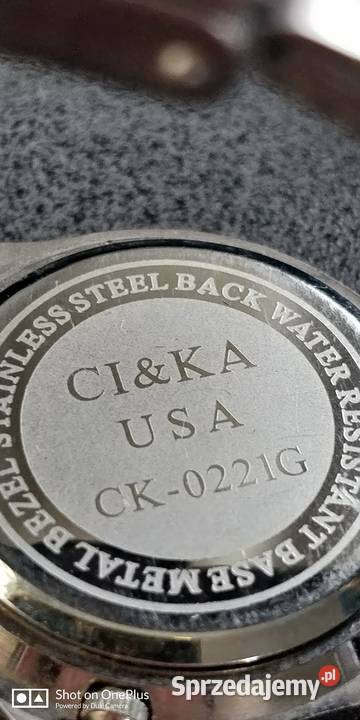 STAINLESS STEEL BACK WATER RESISTANT BASE METAL BEZEL
CI&KA
USA
CK-0221G
Shot on OnePlus
Powered by Dual Camera
Sprzedajemy.pl